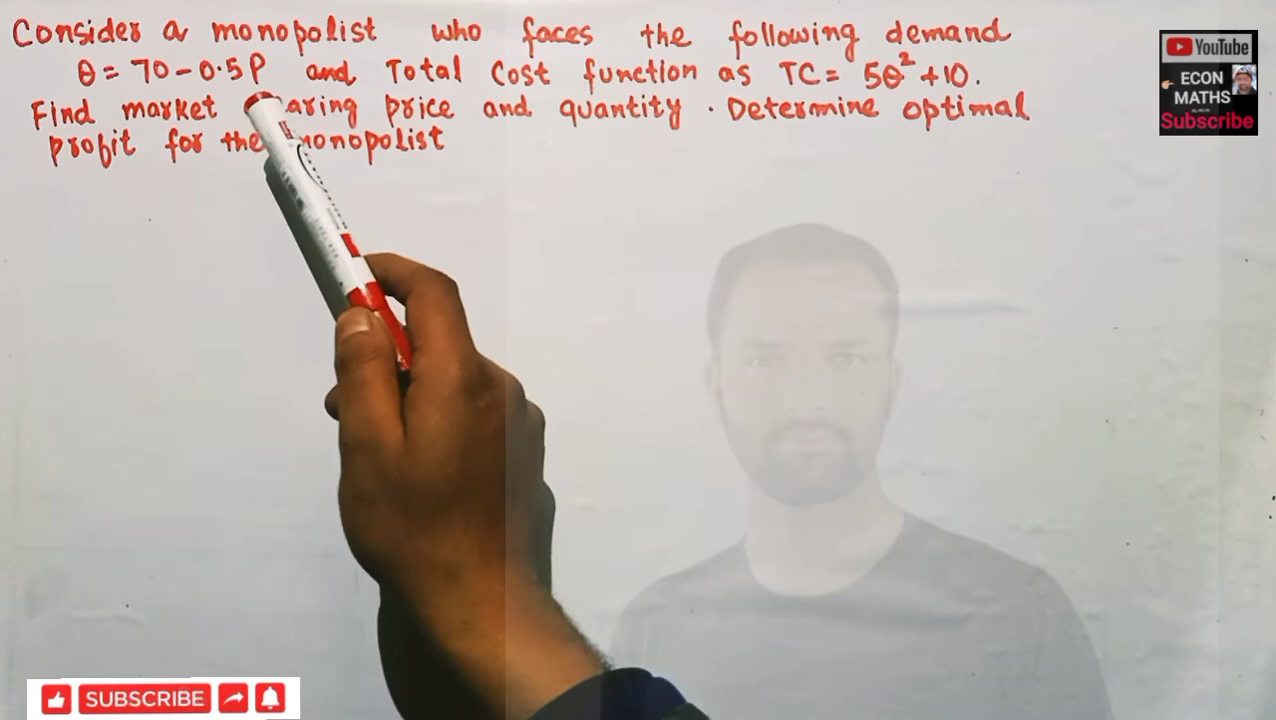 Consider a monopolist who faces the following demand
Q = 70 - 0.5P and Total Cost function as TC = 5Q² + 10.
Find market aring price and quantity. Determine optimal
profit for the monopolist
YouTube
ECON
MATHS
Subscribe
SUBSCRIBE